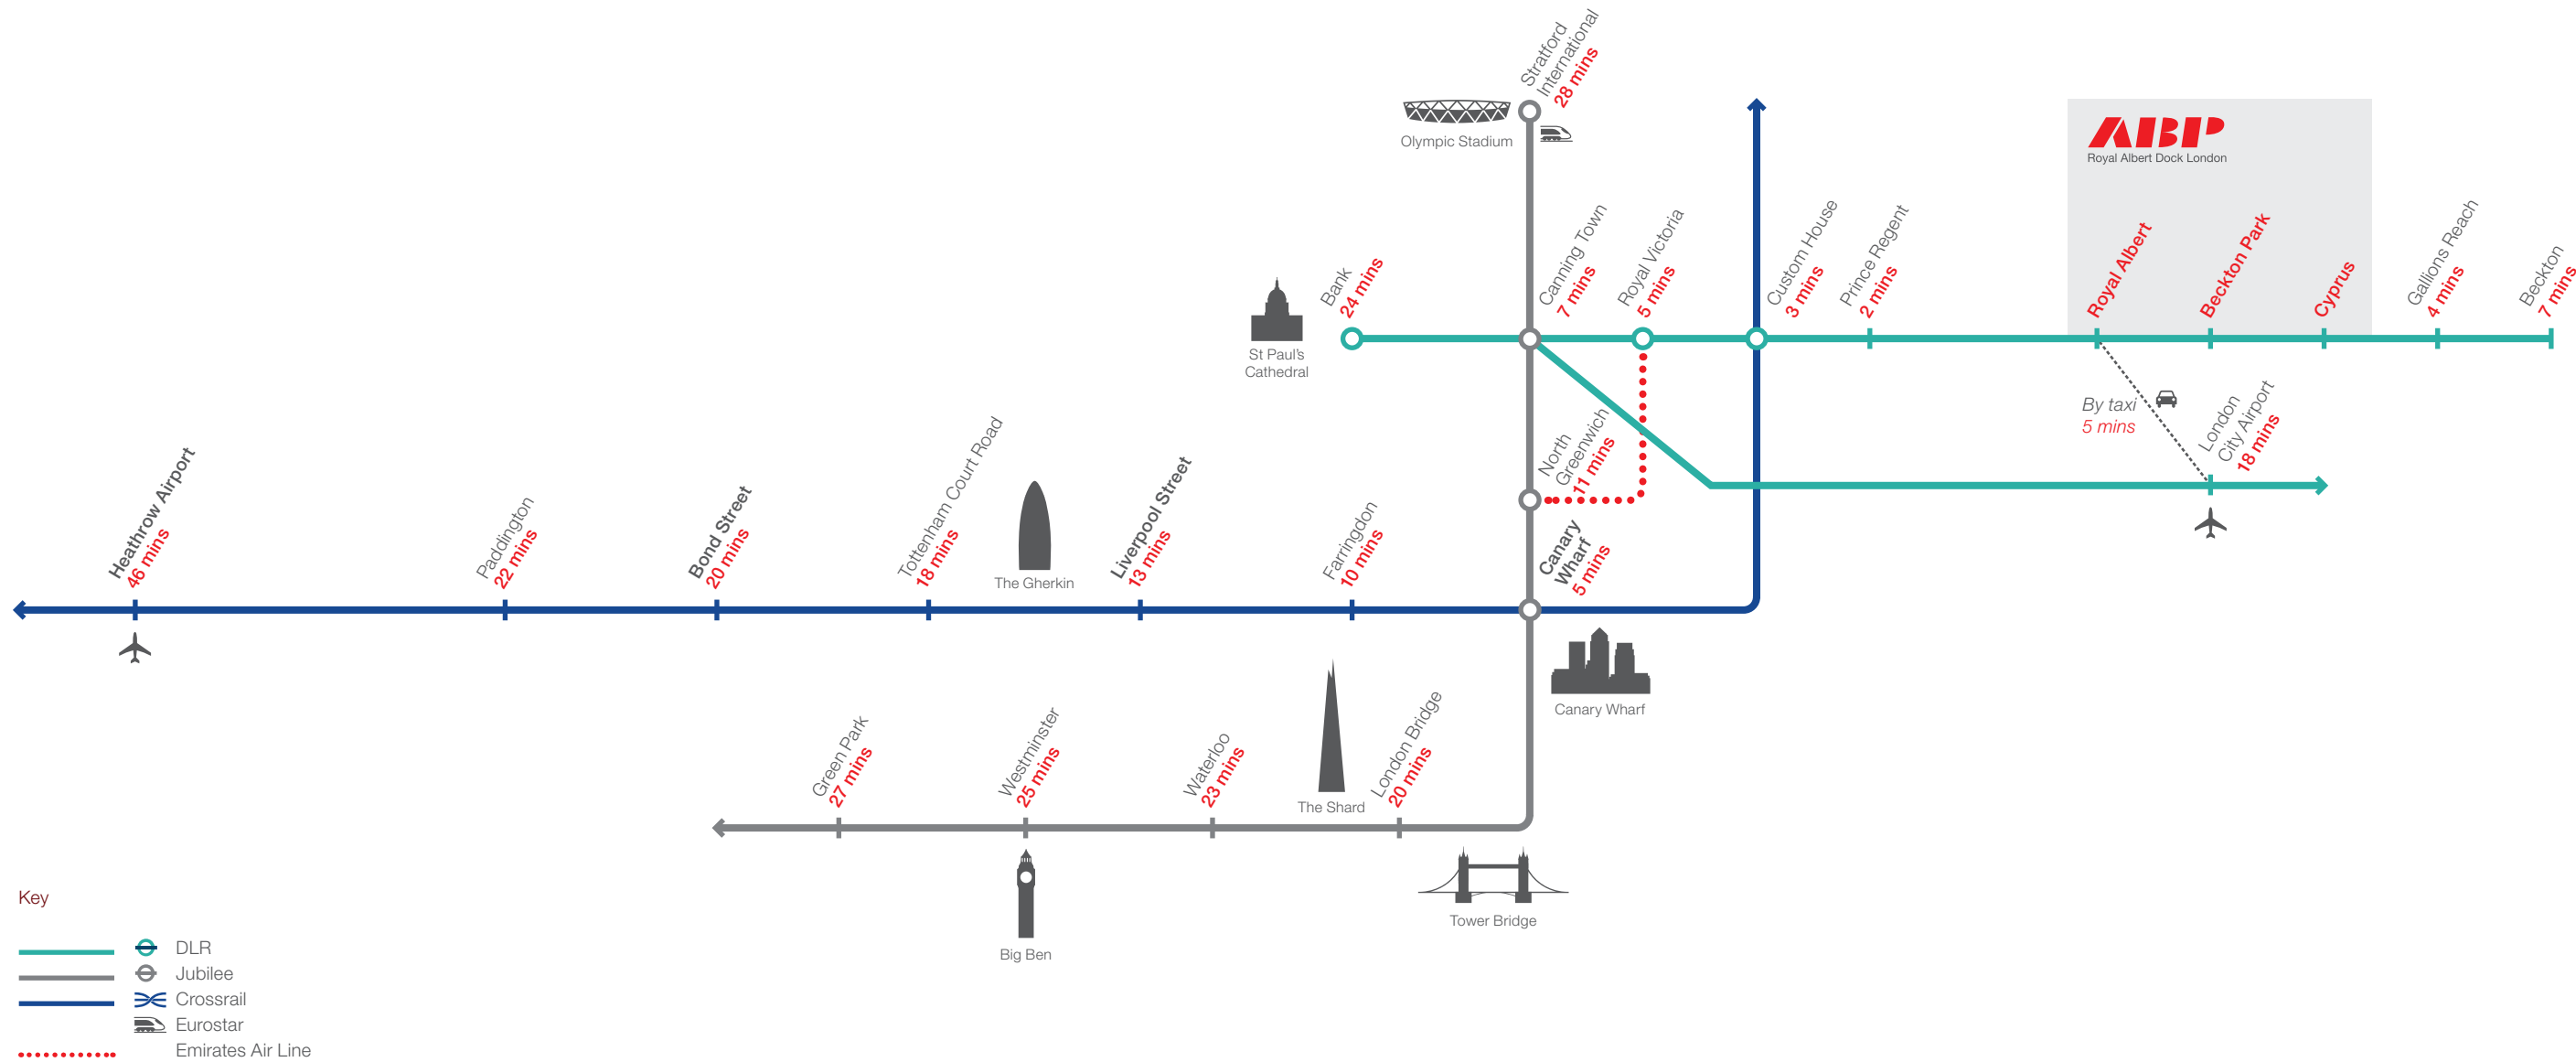 Stratford
International
28 mins
Olympic Stadium
ABP
Royal Albert Dock London
St Paul's
Cathedral
Bank
24 mins
Canning Town
7 mins
Royal Victoria
5 mins
Custom House
3 mins
Prince Regent
2 mins
Royal Albert
Beckton Park
Cyprus
Gallions Reach
4 mins
Beckton
7 mins
By taxi
5 mins
London
City Airport
18 mins
North
Greenwich
11 mins
Heathrow Airport
46 mins
Paddington
22 mins
Bond Street
20 mins
Tottenham Court Road
18 mins
The Gherkin
Liverpool Street
13 mins
Farringdon
10 mins
Canary
Wharf
5 mins
Canary Wharf
Green Park
27 mins
Westminster
25 mins
Waterloo
23 mins
The Shard
London Bridge
20 mins
Big Ben
Tower Bridge
Key
DLR
Jubilee
Crossrail
Eurostar
Emirates Air Line